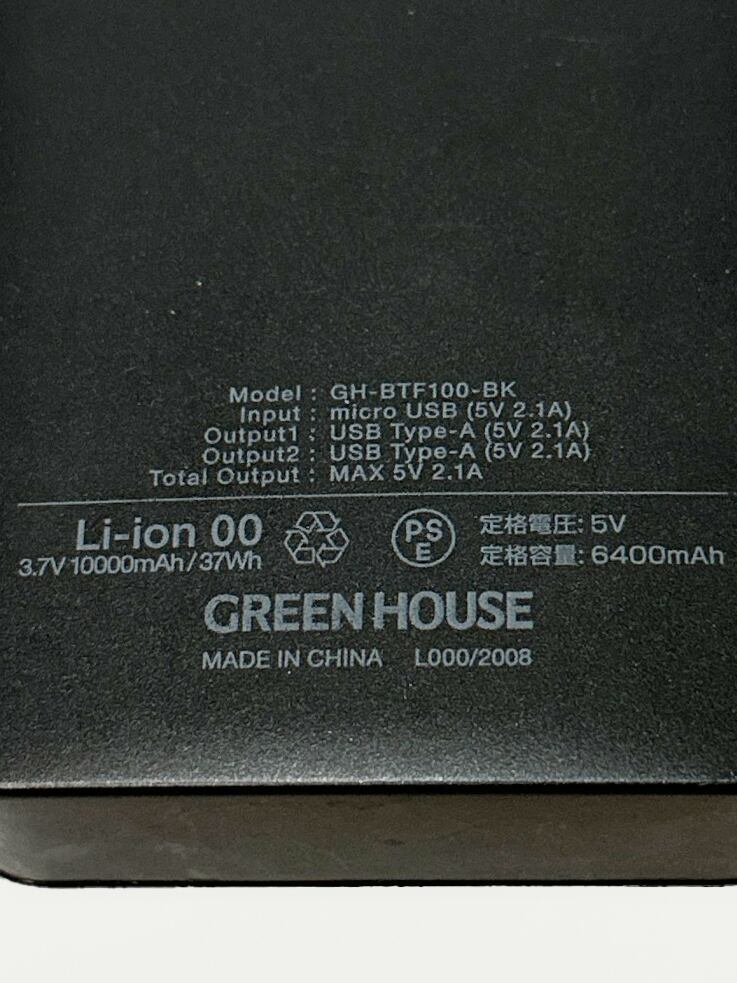 Model : GH-BTF100-BK
Input : micro USB (5V 2.1A)
Output1 : USB Type-A (5V 2.1A)
Output2 : USB Type-A (5V 2.1A)
Total Output : MAX 5V 2.1A
Li-ion 00
3.7V 10000mAh/37Wh
PS
E
定格電圧: 5V
定格容量: 6400mAh
GREEN HOUSE
MADE IN CHINA L000/2008